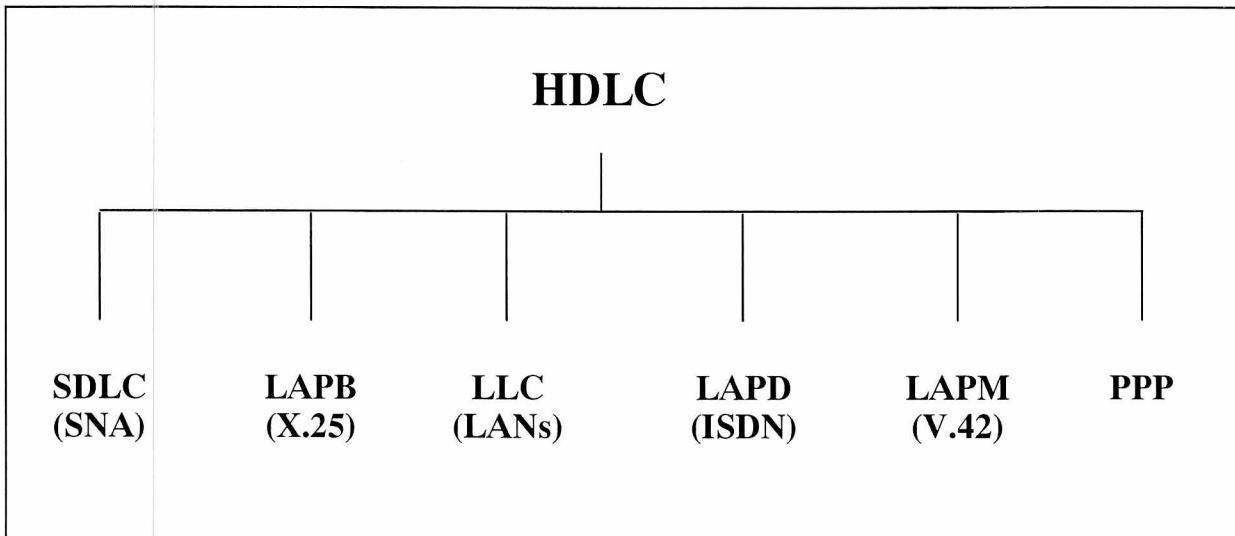 HDLC
SDLC LAPB LLC LAPD LAPM PPP
(SNA) (X.25) (LANs) (ISDN) (V.42)